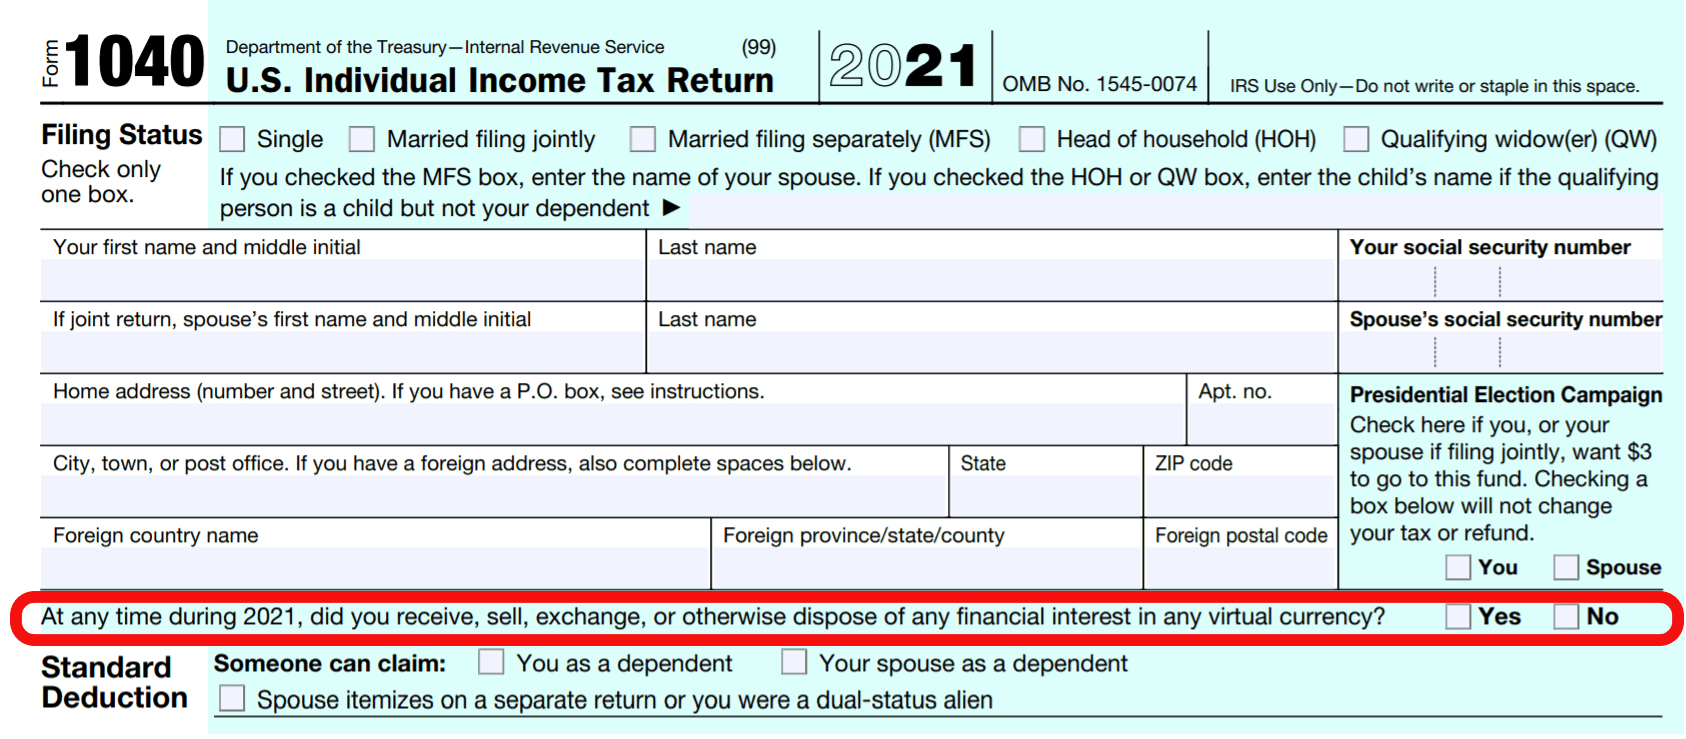 Form 1040 Department of the Treasury—Internal Revenue Service (99)
U.S. Individual Income Tax Return
2021
OMB No. 1545-0074
IRS Use Only—Do not write or staple in this space.
Filing Status
Check only
one box.
Single Married filing jointly Married filing separately (MFS) Head of household (HOH) Qualifying widow(er) (QW)
If you checked the MFS box, enter the name of your spouse. If you checked the HOH or QW box, enter the child’s name if the qualifying
person is a child but not your dependent ▶
Your first name and middle initial
Last name
Your social security number
If joint return, spouse’s first name and middle initial
Last name
Spouse’s social security number
Home address (number and street). If you have a P.O. box, see instructions.
Apt. no.
City, town, or post office. If you have a foreign address, also complete spaces below.
State
ZIP code
Foreign country name
Foreign province/state/county
Foreign postal code
Presidential Election Campaign
Check here if you, or your
spouse if filing jointly, want $3
to go to this fund. Checking a
box below will not change
your tax or refund.
You Spouse
At any time during 2021, did you receive, sell, exchange, or otherwise dispose of any financial interest in any virtual currency? Yes No
Standard
Deduction
Someone can claim: You as a dependent Your spouse as a dependent
Spouse itemizes on a separate return or you were a dual-status alien